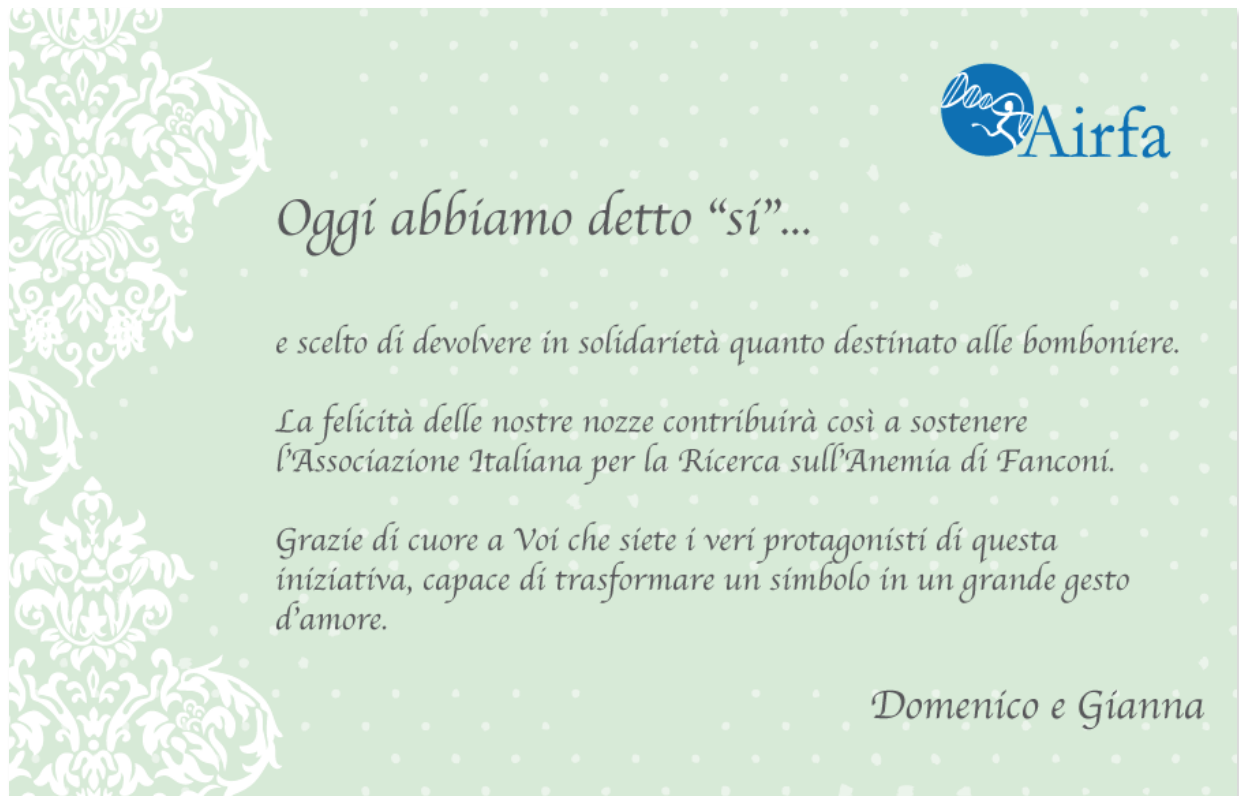 Airfa
Oggi abbiamo detto “si”...
e scelto di devolvere in solidarietà quanto destinato alle bomboniere.
La felicità delle nostre nozze contribuirà così a sostenere
l'Associazione Italiana per la Ricerca sull'Anemia di Fanconi.
Grazie di cuore a Voi che siete i veri protagonisti di questa
iniziativa, capace di trasformare un simbolo in un grande gesto
d'amore.
Domenico e Gianna